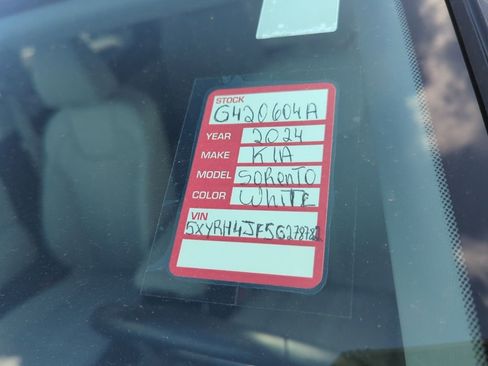 STOCK
G420604A
YEAR 2024
MAKE KIA
MODEL SORENTO
COLOR WHITE
VIN